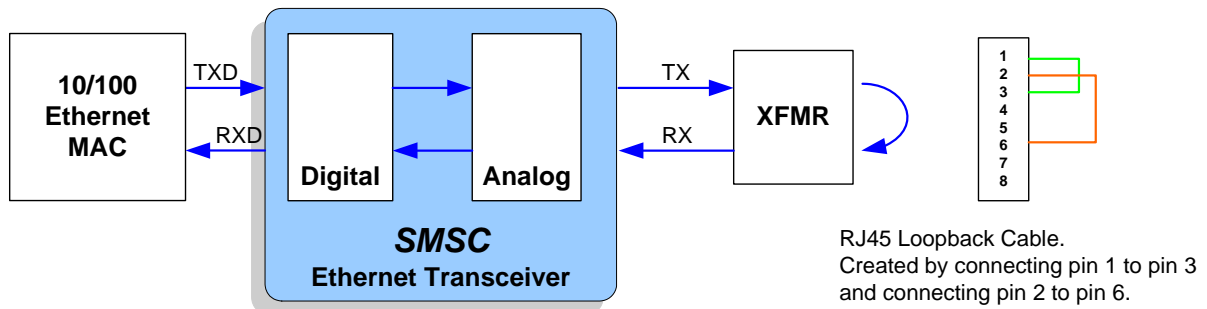 10/100
Ethernet
MAC
TXD
RXD
Digital
Analog
SMSC
Ethernet Transceiver
TX
RX
XFMR
1
2
3
4
5
6
7
8
RJ45 Loopback Cable.
Created by connecting pin 1 to pin 3
and connecting pin 2 to pin 6.